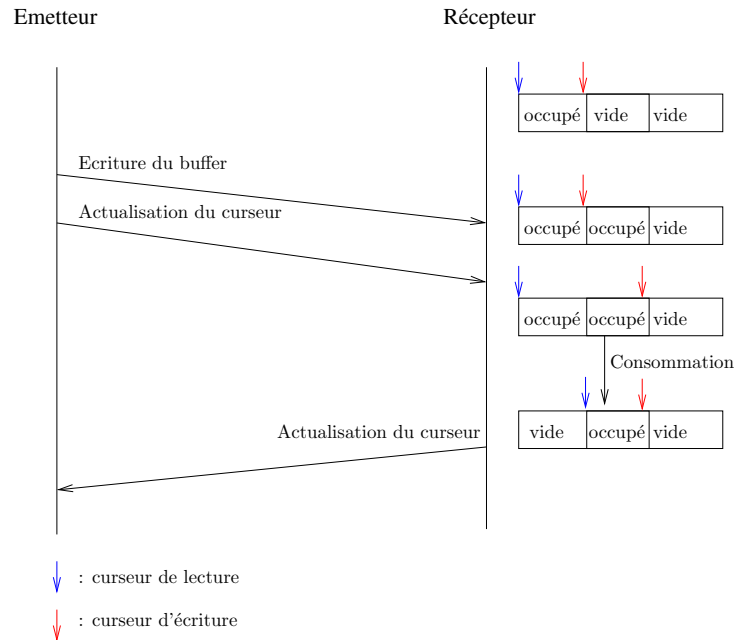 Emetteur
Récepteur
occupé vide vide
Ecriture du buffer
Actualisation du curseur
occupé occupé vide
occupé occupé vide
Consommation
Actualisation du curseur
vide occupé vide
: curseur de lecture
: curseur d'écriture